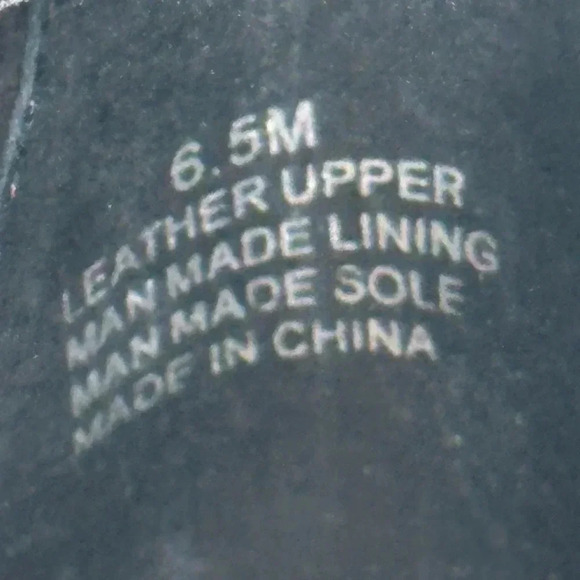 6.5M
LEATHER UPPER
MAN MADE LINING
MAN MADE SOLE
MADE IN CHINA